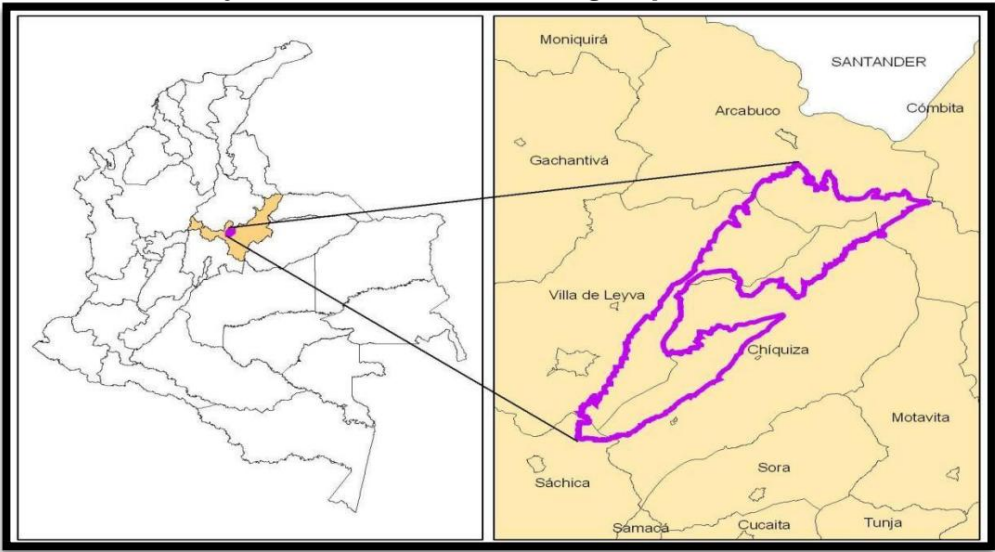 Moniquirá
SANTANDER
Arcabuco
Cómbita
Gachantivá
Villa de Leyva
Chíquiza
Motavita
Sora
Sáchica
Samacá
Cucaita
Tunja